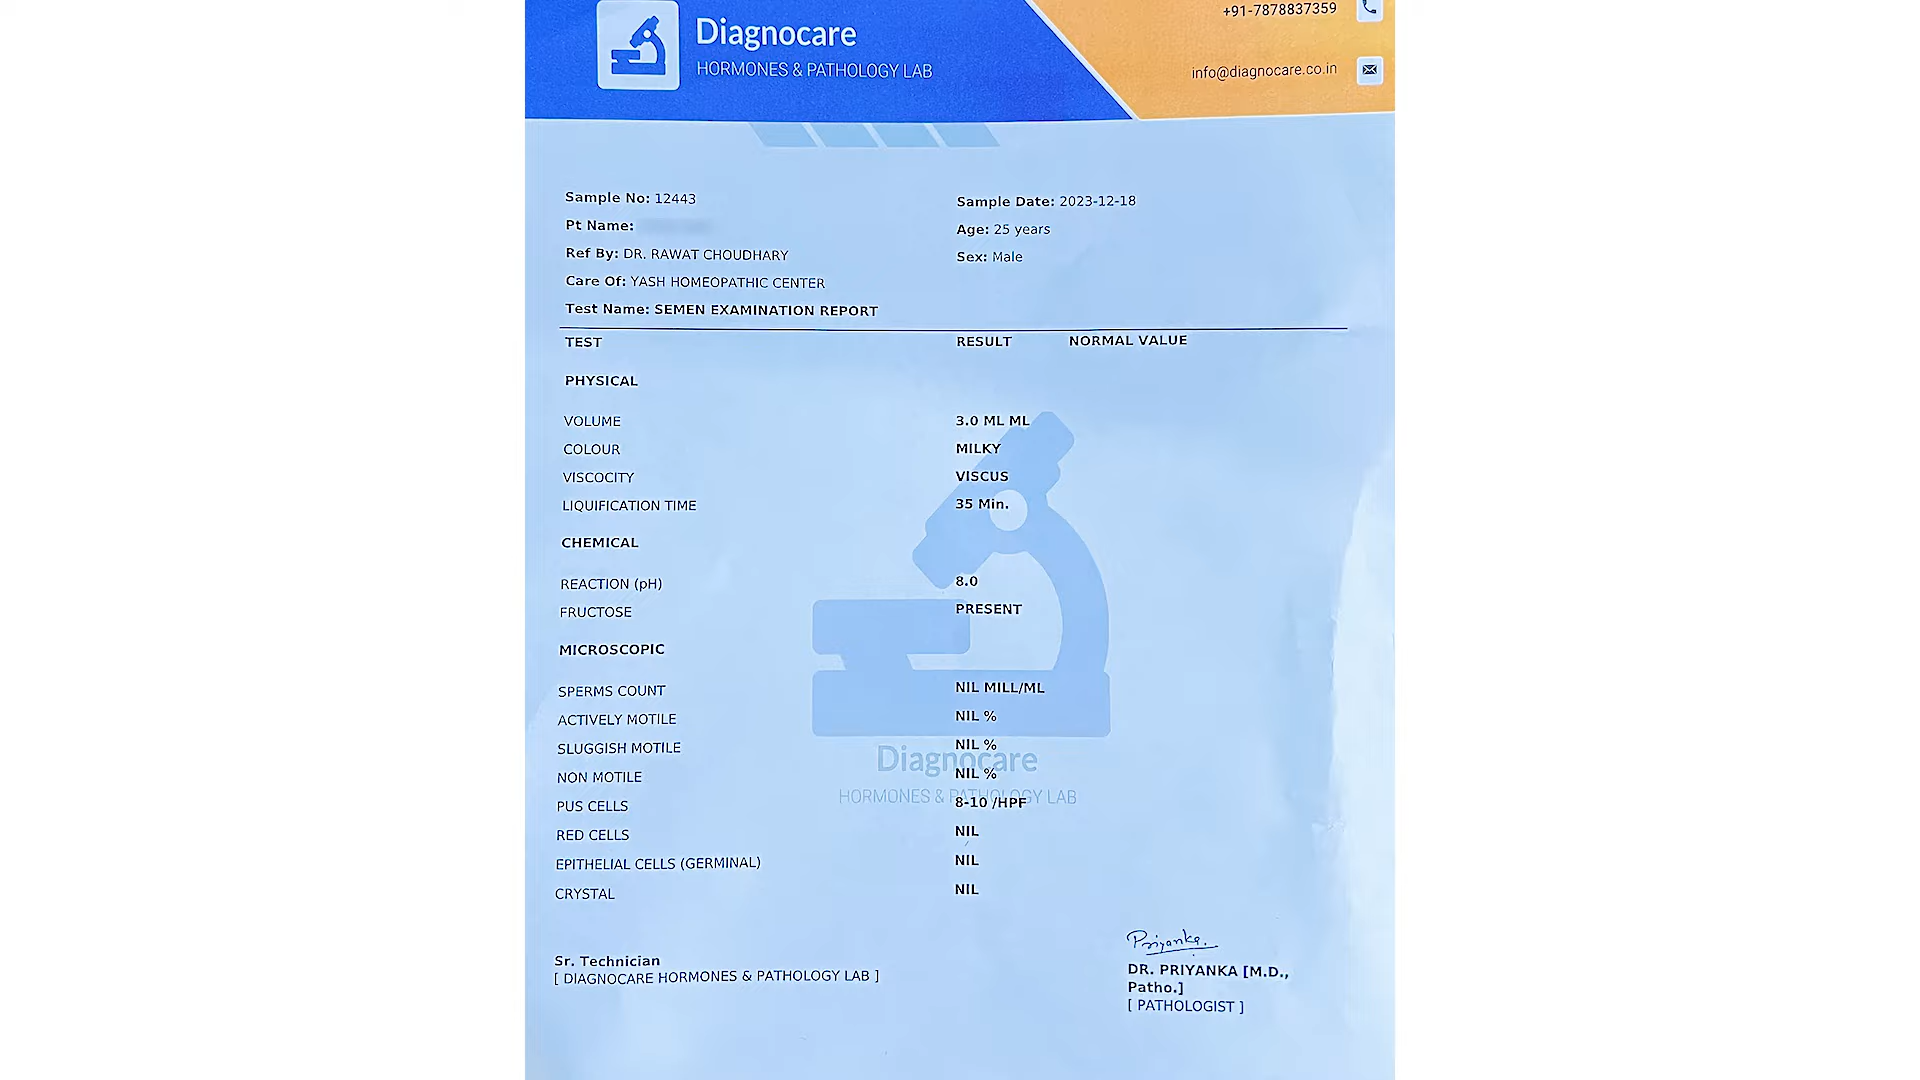 Diagnocare
HORMONES & PATHOLOGY LAB
+91-7878837359
info@diagnocare.co.in
Sample No: 12443
Sample Date: 2023-12-18
Pt Name:
Age: 25 years
Ref By: DR. RAWAT CHOUDHARY
Sex: Male
Care Of: YASH HOMEOPATHIC CENTER
Test Name: SEMEN EXAMINATION REPORT
TEST RESULT NORMAL VALUE
PHYSICAL
VOLUME 3.0 ML ML
COLOUR MILKY
VISCOCITY VISCUS
LIQUIFICATION TIME 35 Min.
CHEMICAL
REACTION (pH) 8.0
FRUCTOSE PRESENT
MICROSCOPIC
SPERMS COUNT NIL MILL/ML
ACTIVELY MOTILE NIL %
SLUGGISH MOTILE NIL %
Diagnocare
NON MOTILE NIL %
HORMONES & PATHOLOGY LAB
PUS CELLS 8-10 /HPF
RED CELLS NIL
EPITHELIAL CELLS (GERMINAL) NIL
CRYSTAL NIL
Priyanka.
Sr. Technician
[ DIAGNOCARE HORMONES & PATHOLOGY LAB ]
DR. PRIYANKA [M.D.,
Patho.]
[ PATHOLOGIST ]